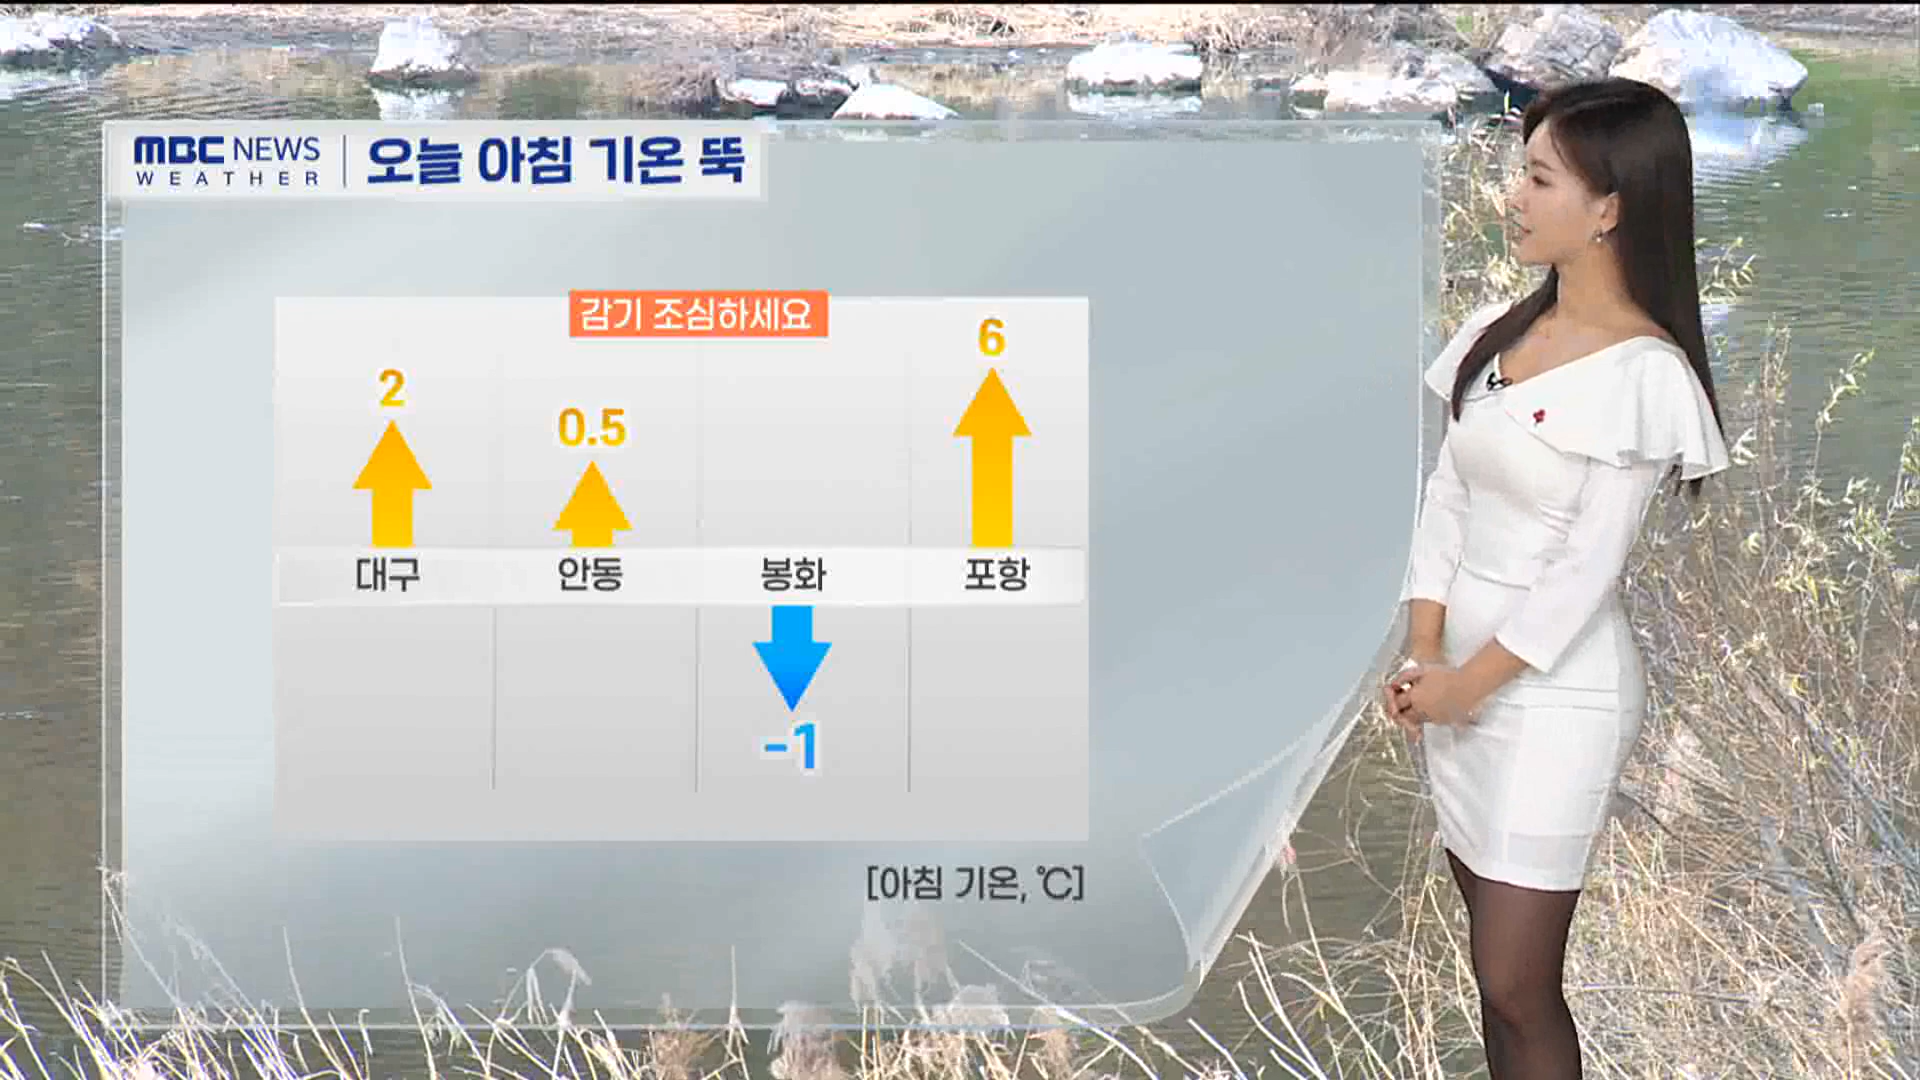 MBC NEWS
WEATHER
오늘 아침 기온 뚝
감기 조심하세요
2
0.5
6
대구
안동
봉화
포항
-1
[아침 기온, ℃]